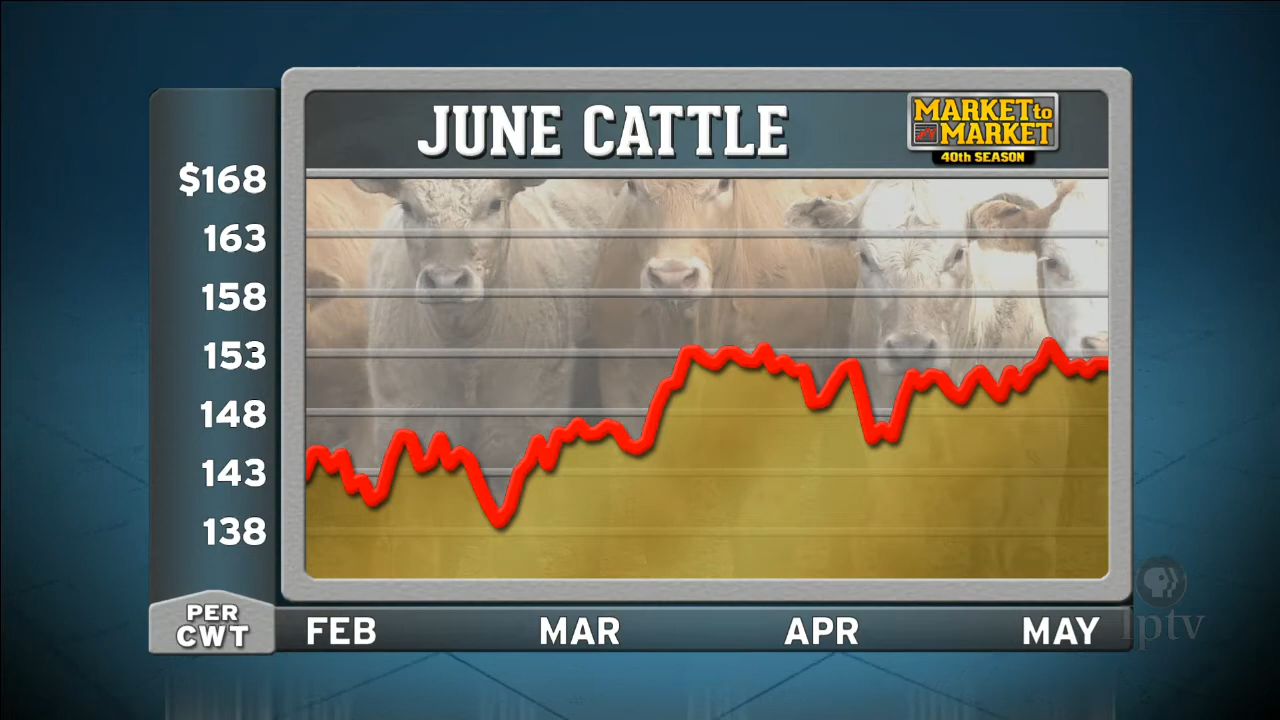 JUNE CATTLE
MARKET to
MARKET
40th SEASON
$168
163
158
153
148
143
138
PER
CWT
FEB MAR APR MAY
iptv